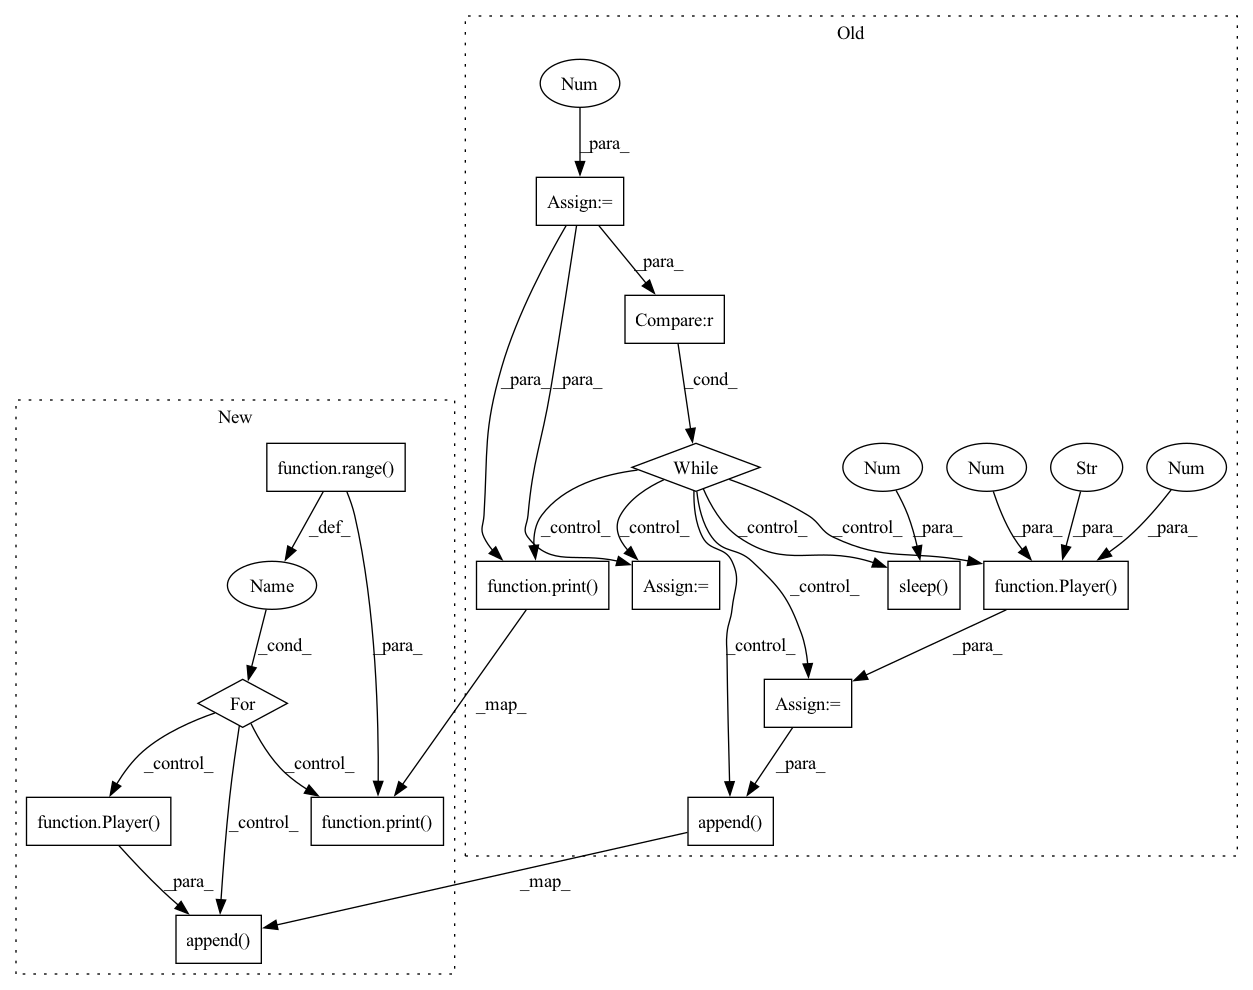 Old
Num
_para_
Assign:=
_para_
Compare:r
_para_ _para_
_cond_
New
While
Num
Num
Str
Num
function.range()
_def_
_control_
_control_
_control_
_control_
_para_
_para_
_para_
_para_
Name
function.print()
Assign:=
sleep()
function.Player()
_control_
_cond_
_para_
_control_
_para_
For
Assign:=
_map_
_control_
_control_
_para_
function.Player()
_control_
function.print()
append()
_para_
_map_
append()